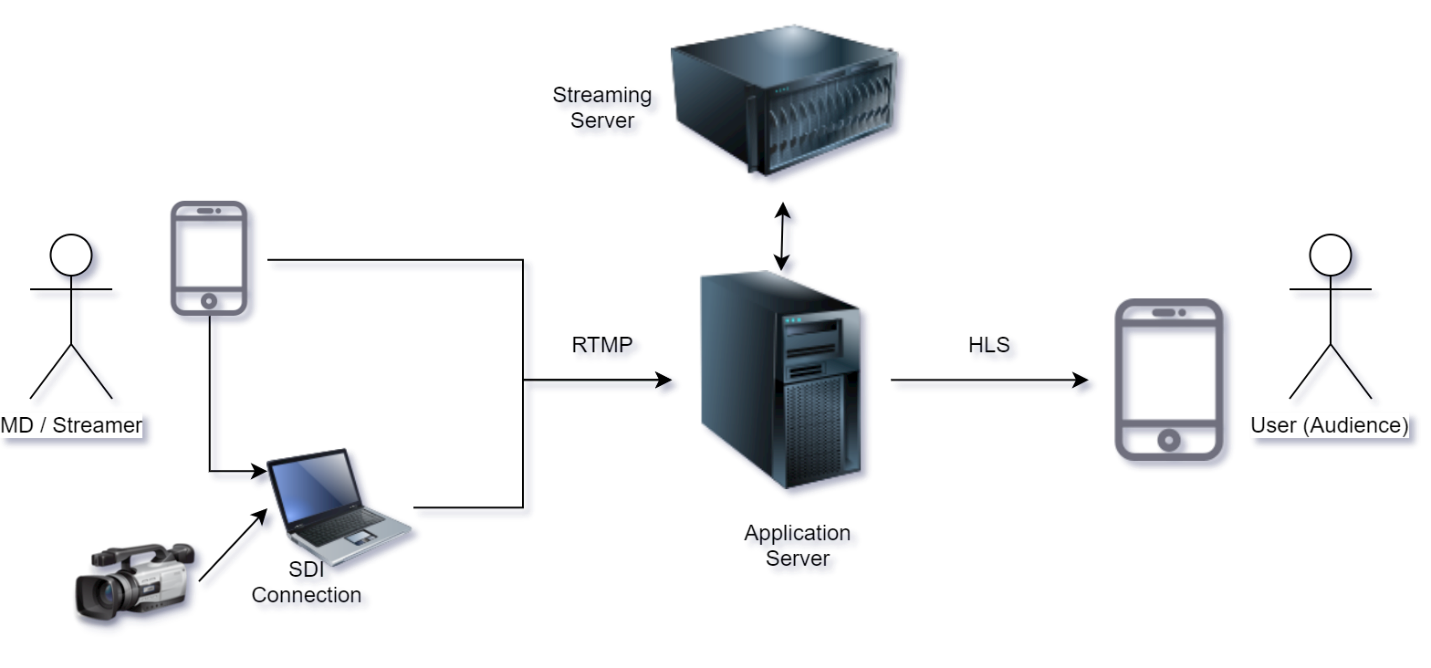 Streaming
Server
MD / Streamer
RTMP
HLS
User (Audience)
Application
Server
SDI
Connection